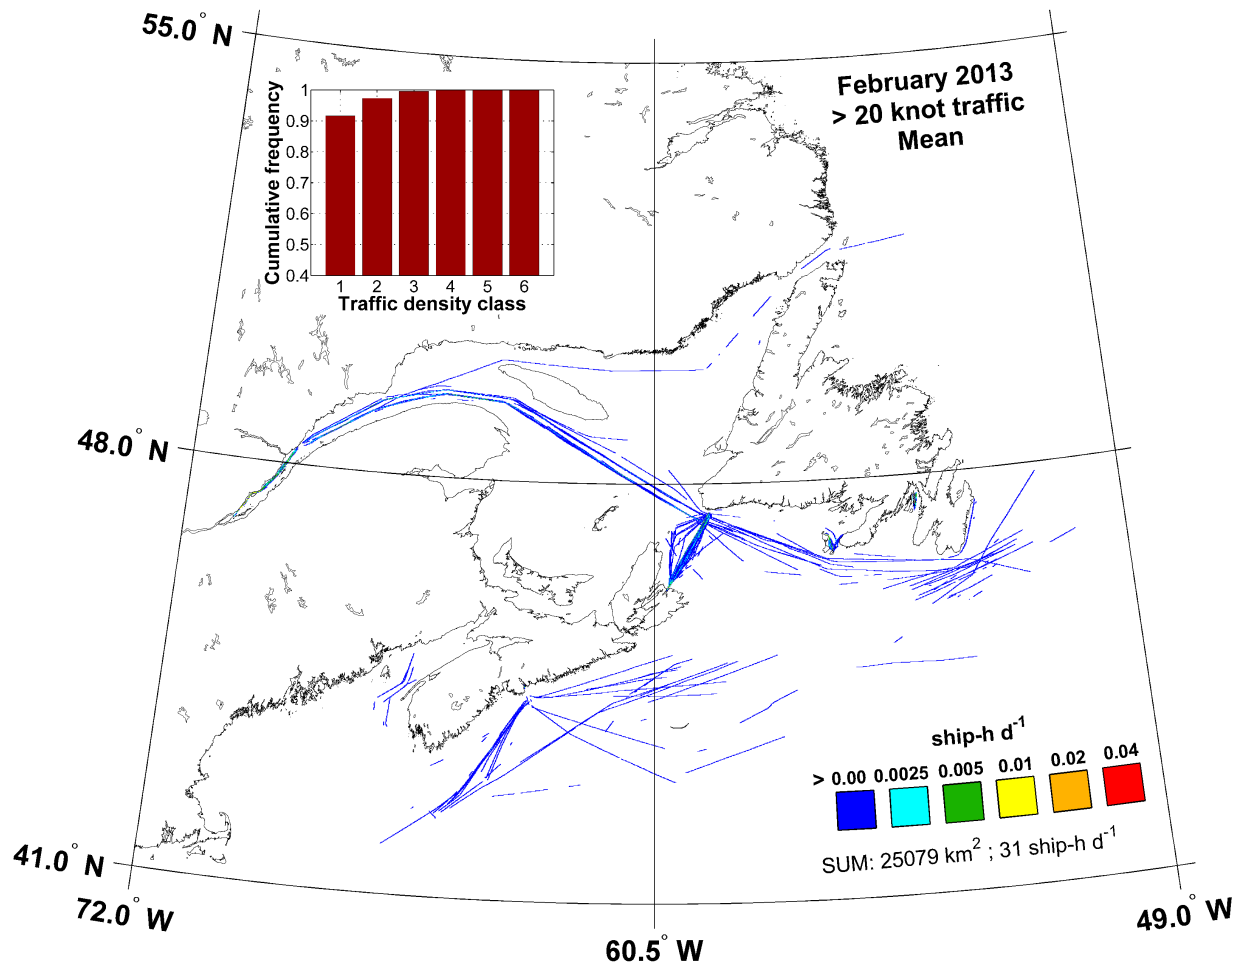 55.0° N
February 2013
> 20 knot traffic
Mean
Cumulative frequency
1
0.9
0.8
0.7
0.6
0.5
0.4
1 2 3 4 5 6
Traffic density class
48.0° N
ship-h d-1
> 0.00 0.0025 0.005 0.01 0.02 0.04
SUM: 25079 km2 ; 31 ship-h d-1
41.0° N
72.0° W
60.5° W
49.0° W